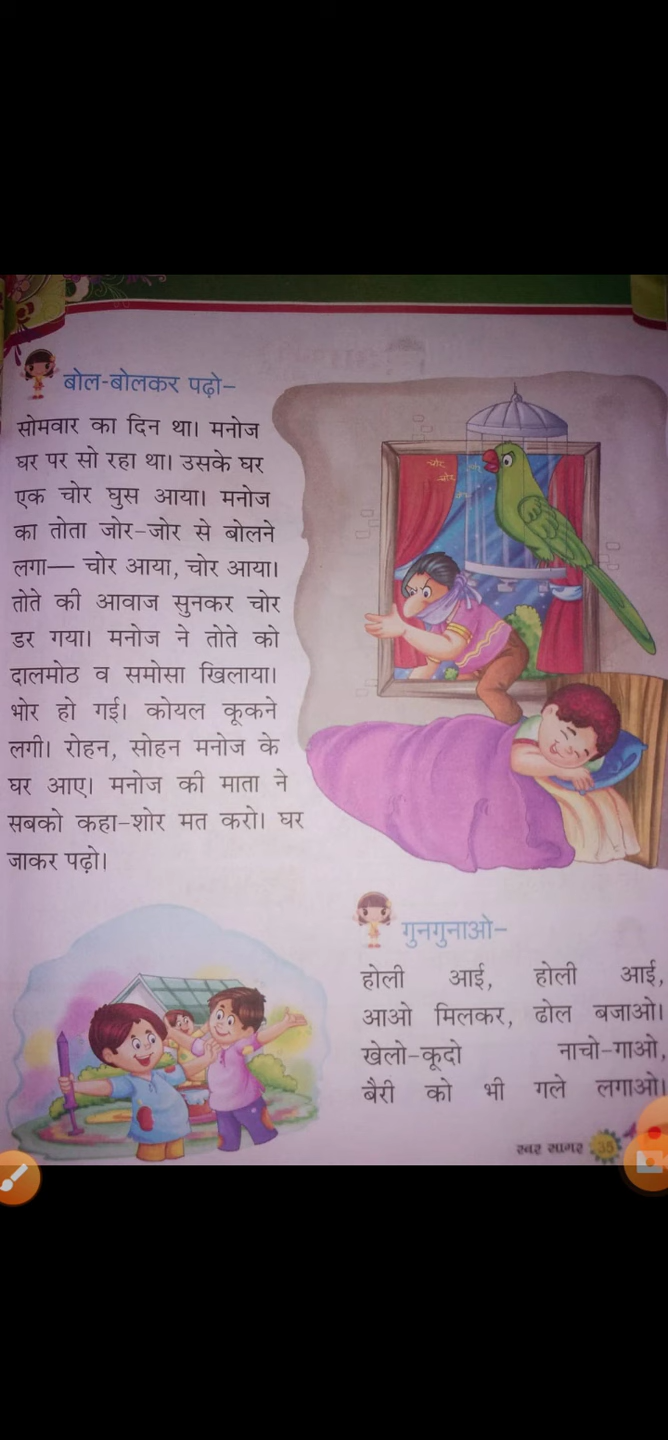 बोल-बोलकर पढ़ो-
सोमवार का दिन था। मनोज
घर पर सो रहा था। उसके घर
एक चोर घुस आया। मनोज
का तोता जोर-जोर से बोलने
लगा— चोर आया, चोर आया।
तोते की आवाज सुनकर चोर
डर गया। मनोज ने तोते को
दालमोठ व समोसा खिलाया।
भोर हो गई। कोयल कूकने
लगी। रोहन, सोहन मनोज के
घर आए। मनोज की माता ने
सबको कहा-शोर मत करो। घर
जाकर पढ़ो।
चोर
चोर
गुनगुनाओ-
होली आई, होली आई,
आओ मिलकर, ढोल बजाओ।
खेलो-कूदो नाचो-गाओ,
बैरी को भी गले लगाओ।
स्वर सागर 35